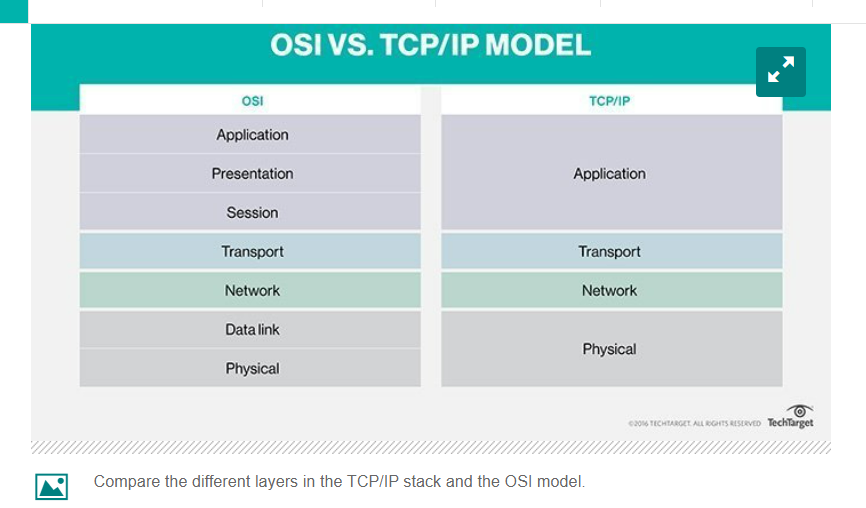 OSI VS. TCP/IP MODEL
OSI
TCP/IP
Application
Presentation
Session
Transport
Network
Data link
Physical
Application
Transport
Network
Physical
©2016 TECHTARGET. ALL RIGHTS RESERVED TechTarget
Compare the different layers in the TCP/IP stack and the OSI model.